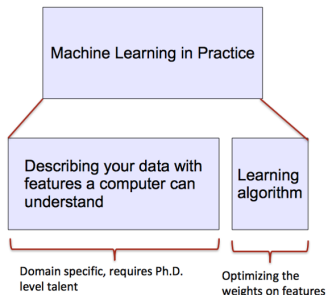 Machine Learning in Practice
Describing your data with
features a computer can
understand
Learning
algorithm
Domain specific, requires Ph.D.
level talent
Optimizing the
weights on features